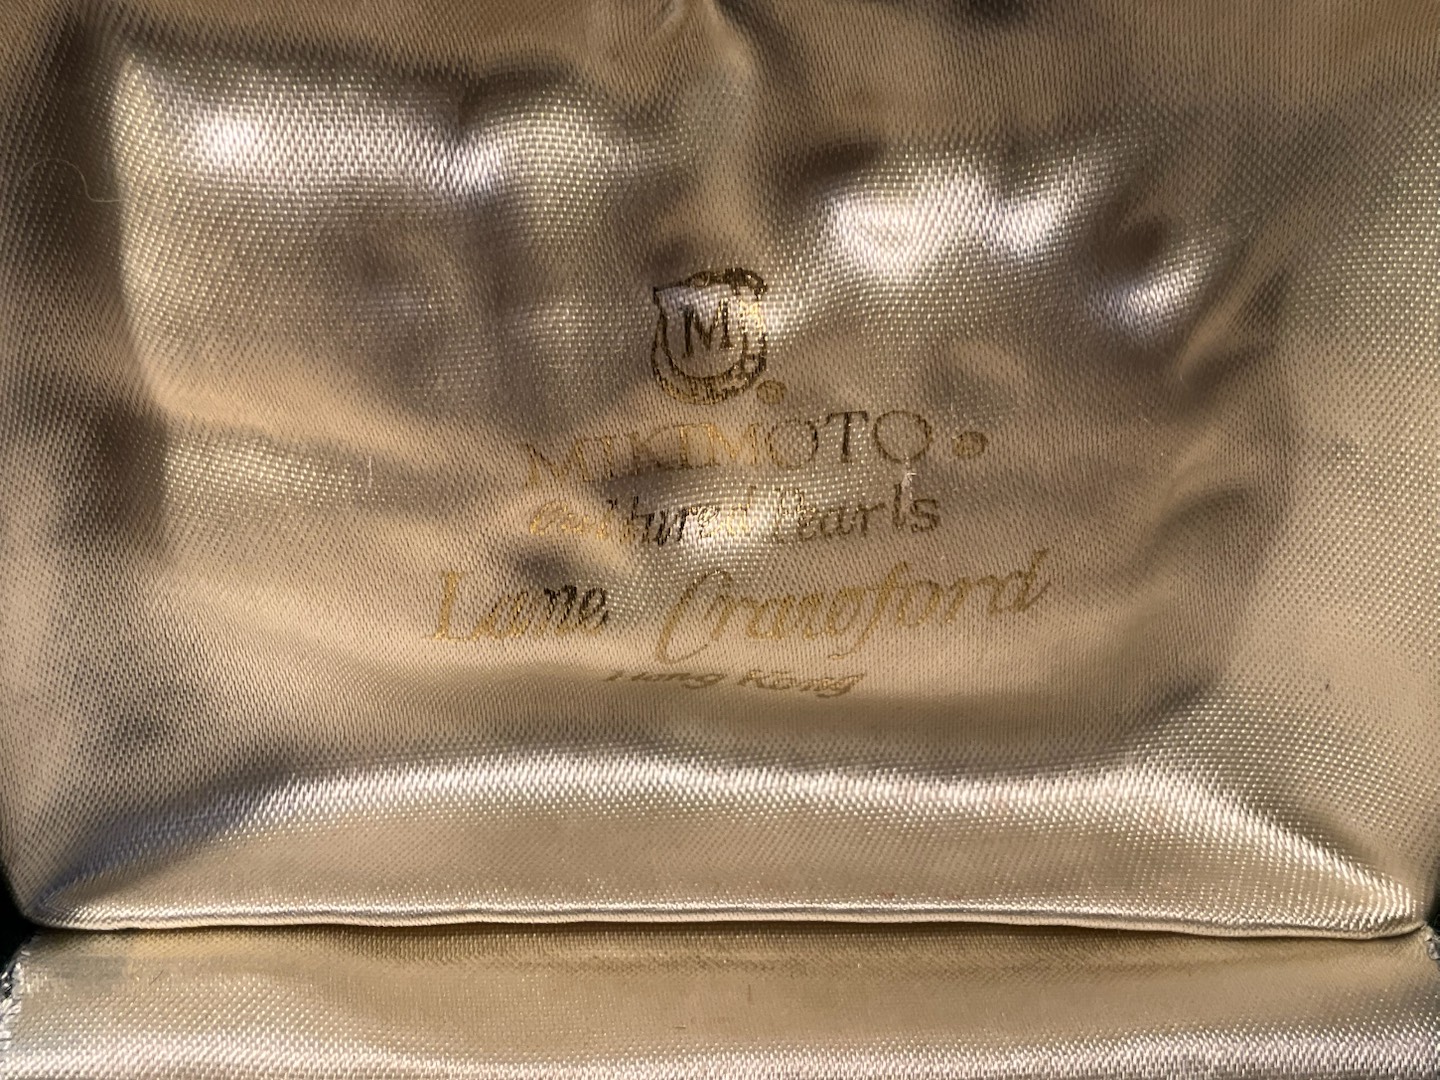 M
MIKIMOTO ®
Cultured Pearls
Lane Crawford
Hong Kong